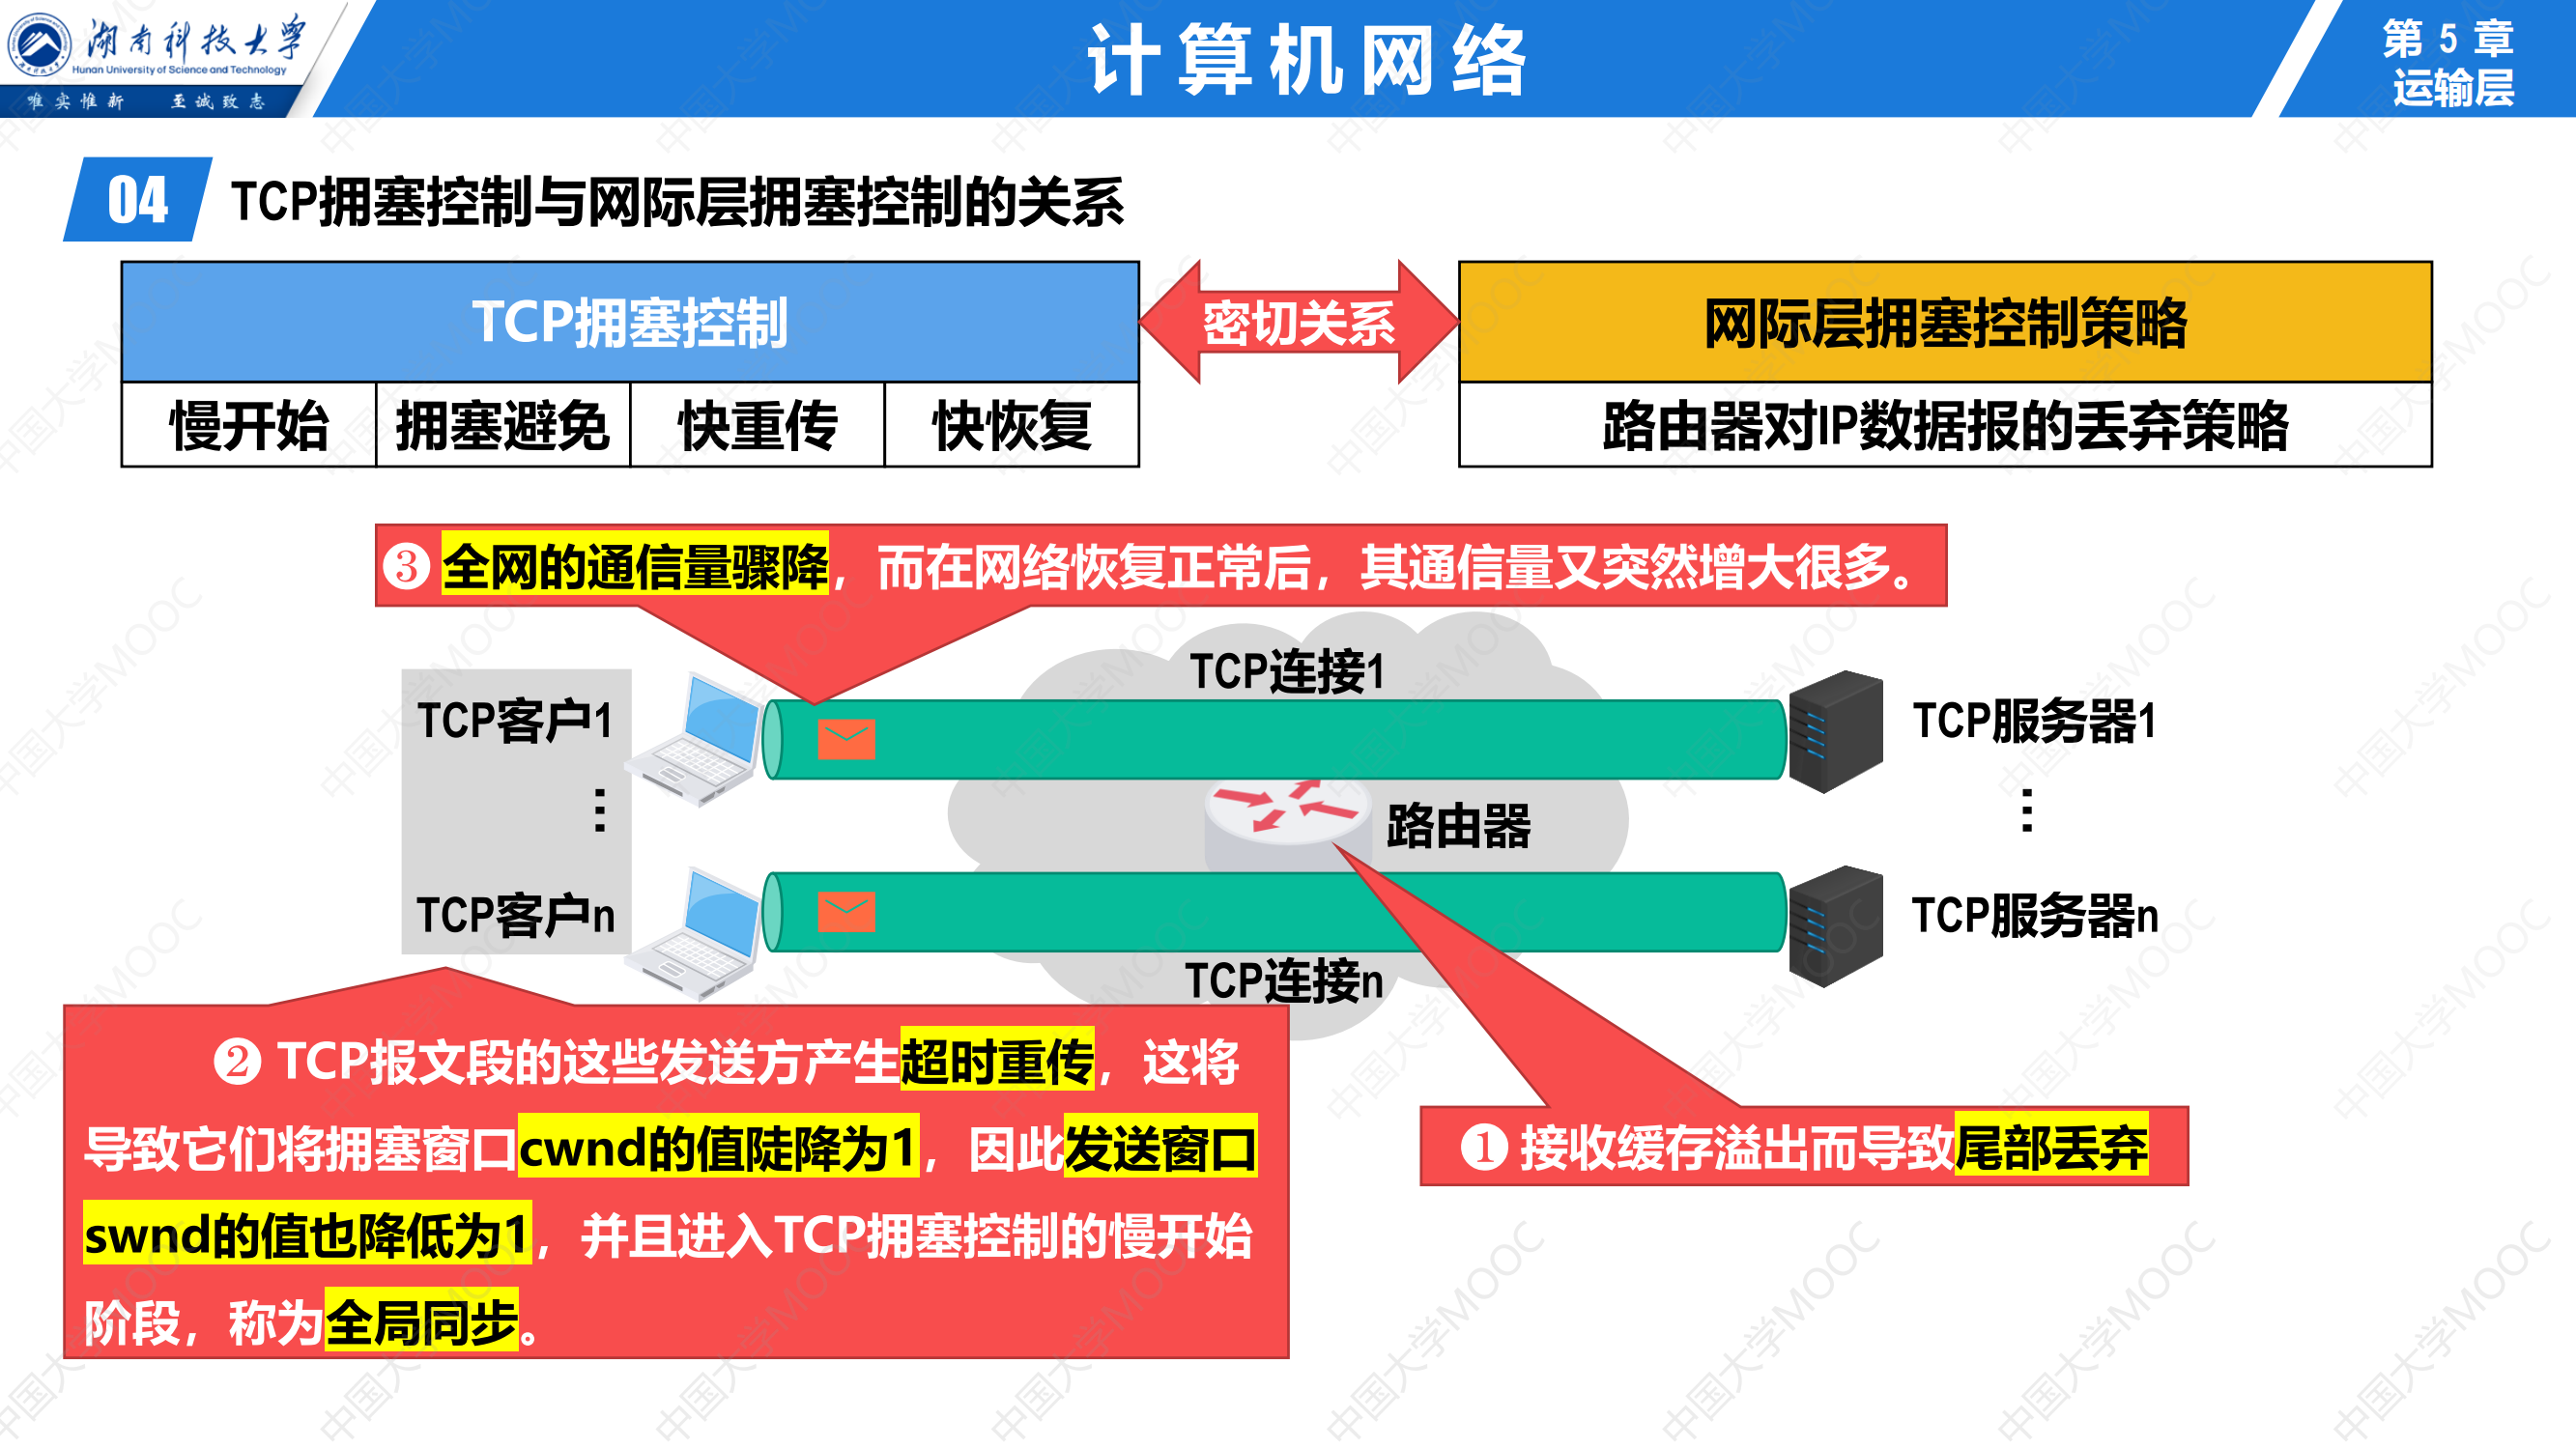 湖南科技大学
Hunan University of Science and Technology
唯实惟新 至诚致志
计算机网络
第 5 章
运输层
04 TCP拥塞控制与网际层拥塞控制的关系
TCP拥塞控制 密切关系 网际层拥塞控制策略
慢开始 拥塞避免 快重传 快恢复 路由器对IP数据报的丢弃策略
❸ 全网的通信量骤降，而在网络恢复正常后，其通信量又突然增大很多。
TCP连接1
TCP客户1 TCP服务器1
⋮ 路由器 ⋮
TCP客户n TCP服务器n
TCP连接n
❷ TCP报文段的这些发送方产生超时重传，这将
导致它们将拥塞窗口cwnd的值陡降为1，因此发送窗口
swnd的值也降低为1，并且进入TCP拥塞控制的慢开始
阶段，称为全局同步。
❶ 接收缓存溢出而导致尾部丢弃
中国大学MOOC